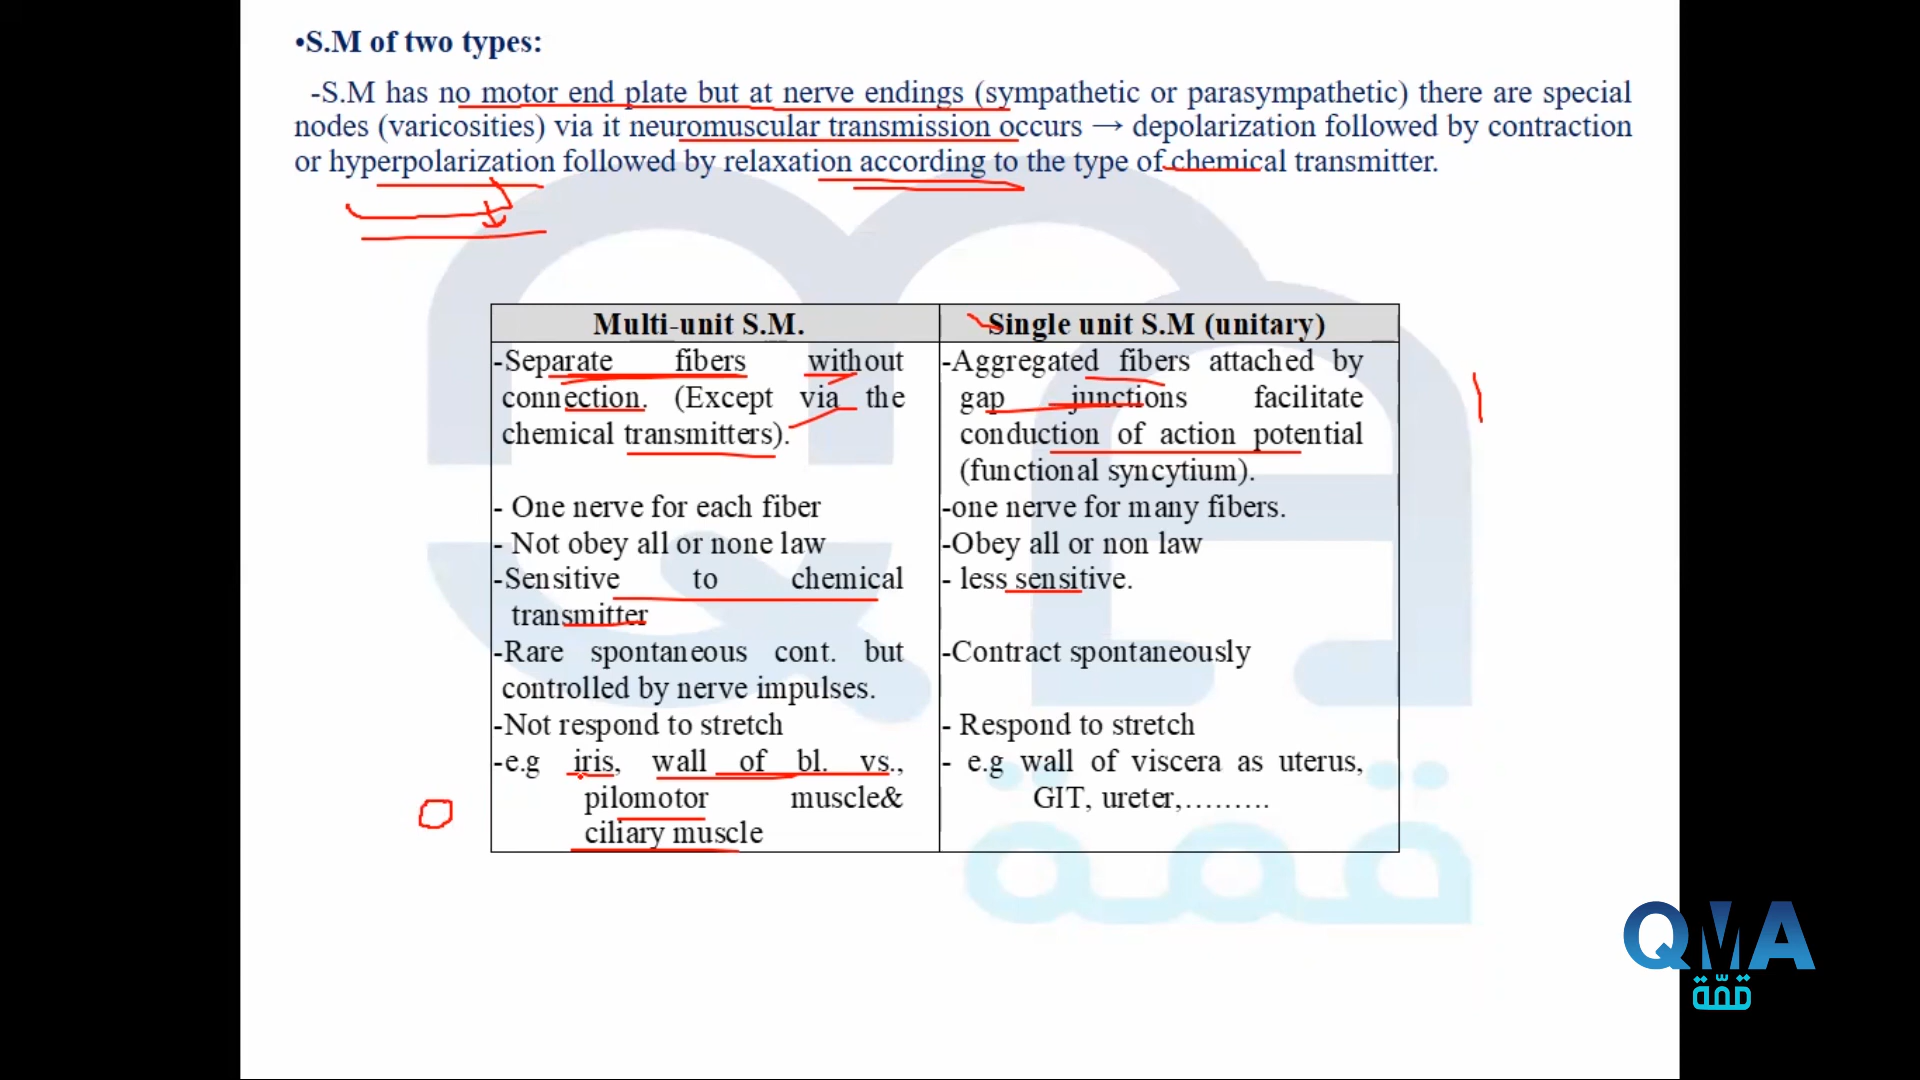 •S.M of two types:
-S.M has no motor end plate but at nerve endings (sympathetic or parasympathetic) there are special
nodes (varicosities) via it neuromuscular transmission occurs → depolarization followed by contraction
or hyperpolarization followed by relaxation according to the type of chemical transmitter.
Multi-unit S.M.
-Separate fibers without
connection. (Except via the
chemical transmitters).
- One nerve for each fiber
- Not obey all or none law
-Sensitive to chemical
transmitter
-Rare spontaneous cont. but
controlled by nerve impulses.
-Not respond to stretch
-e.g iris, wall of bl. vs.,
pilomotor muscle&
ciliary muscle
Single unit S.M (unitary)
-Aggregated fibers attached by
gap junctions facilitate
conduction of action potential
(functional syncytium).
-one nerve for many fibers.
-Obey all or non law
- less sensitive.
-Contract spontaneously
- Respond to stretch
- e.g wall of viscera as uterus,
GIT, ureter,………
قمة
QMA
قمّة